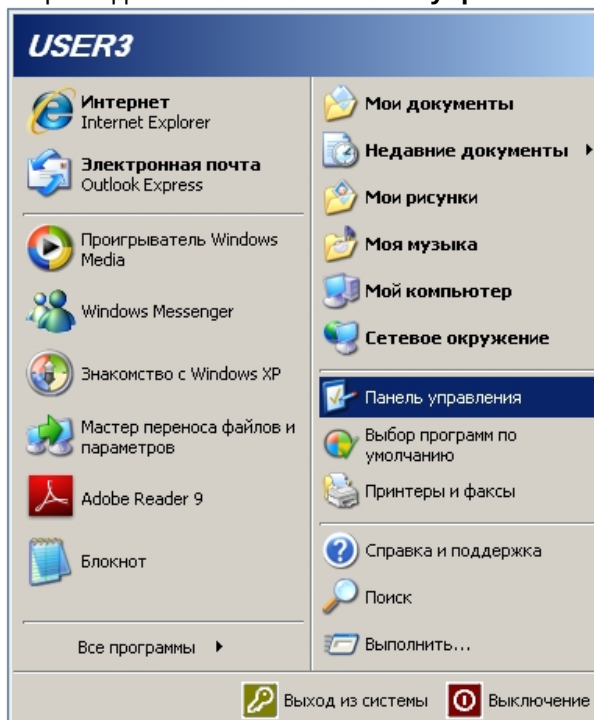 USER3
Интернет
Internet Explorer
Электронная почта
Outlook Express
Проигрыватель Windows
Media
Windows Messenger
Знакомство с Windows XP
Мастер переноса файлов и
параметров
Adobe Reader 9
Блокнот
Все программы
Мои документы
Недавние документы
Мои рисунки
Моя музыка
Мой компьютер
Сетевое окружение
Панель управления
Выбор программ по
умолчанию
Принтеры и факсы
Справка и поддержка
Поиск
Выполнить...
Выход из системы
Выключение